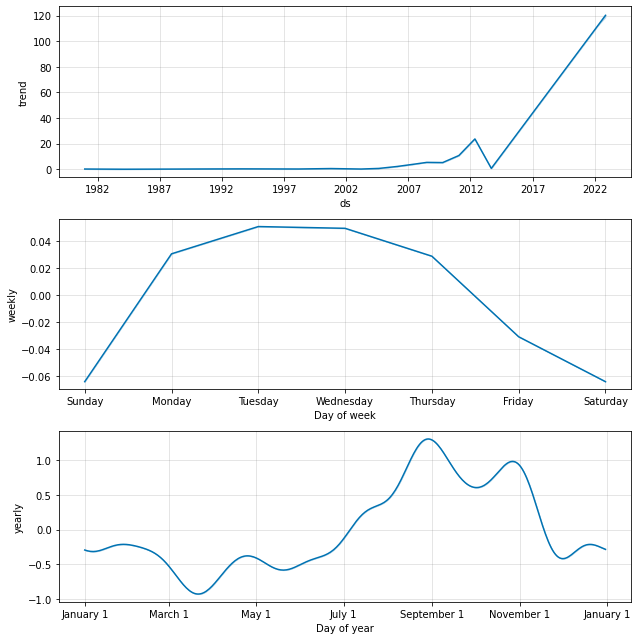 120
100
80
60
40
20
0
trend
1982 1987 1992 1997 2002 2007 2012 2017 2022
ds
0.04
0.02
0.00
−0.02
−0.04
−0.06
weekly
Sunday Monday Tuesday Wednesday Thursday Friday Saturday
Day of week
1.0
0.5
0.0
−0.5
−1.0
yearly
January 1 March 1 May 1 July 1 September 1 November 1 January 1
Day of year